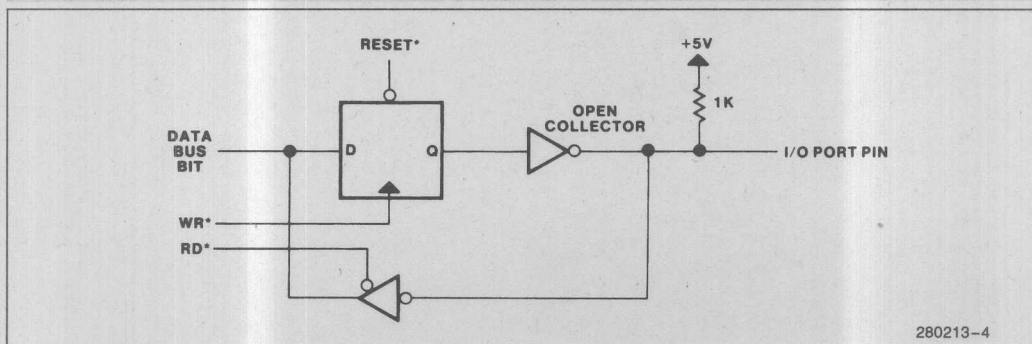 RESET*
+5V
1K
OPEN
COLLECTOR
DATA
BUS
BIT
D
Q
I/O PORT PIN
WR*
RD*
280213-4